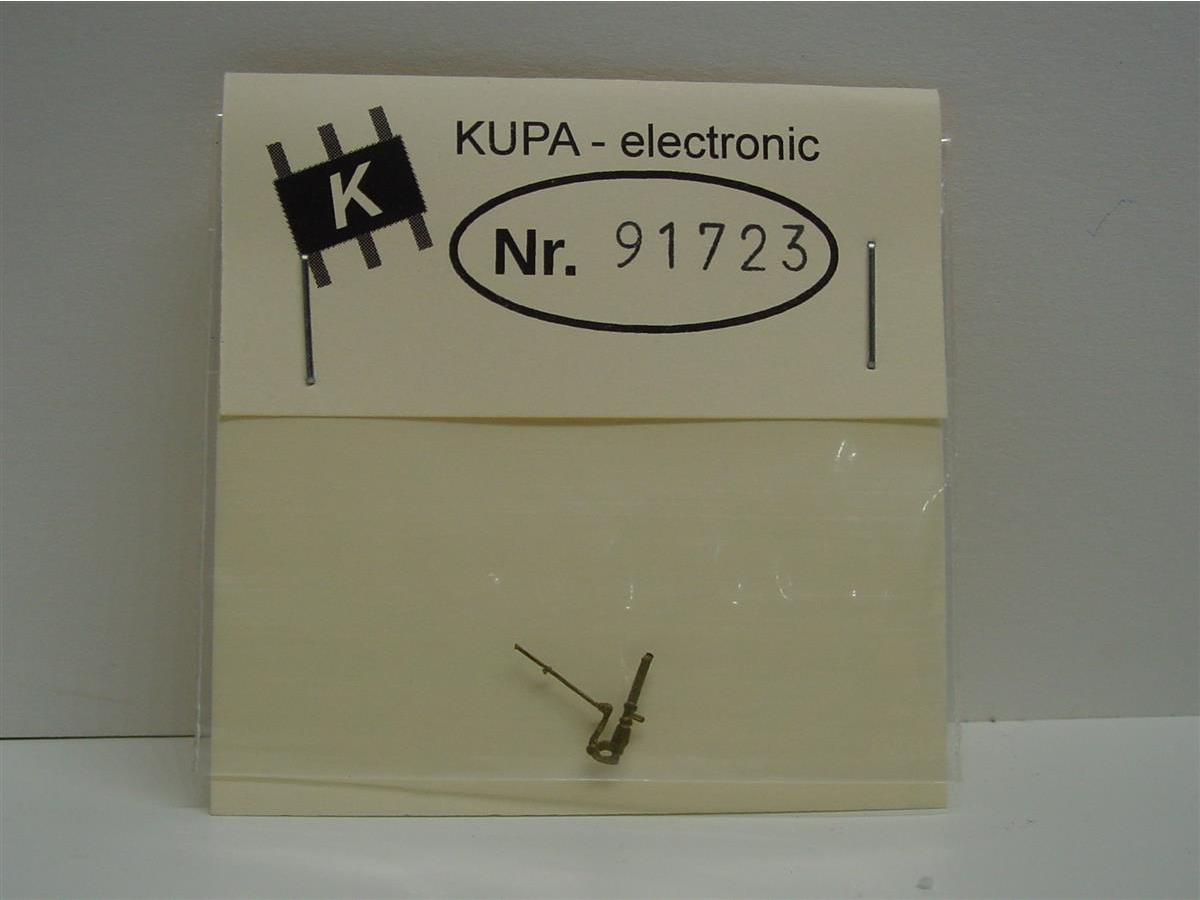 KUPA - electronic
K
Nr. 91723